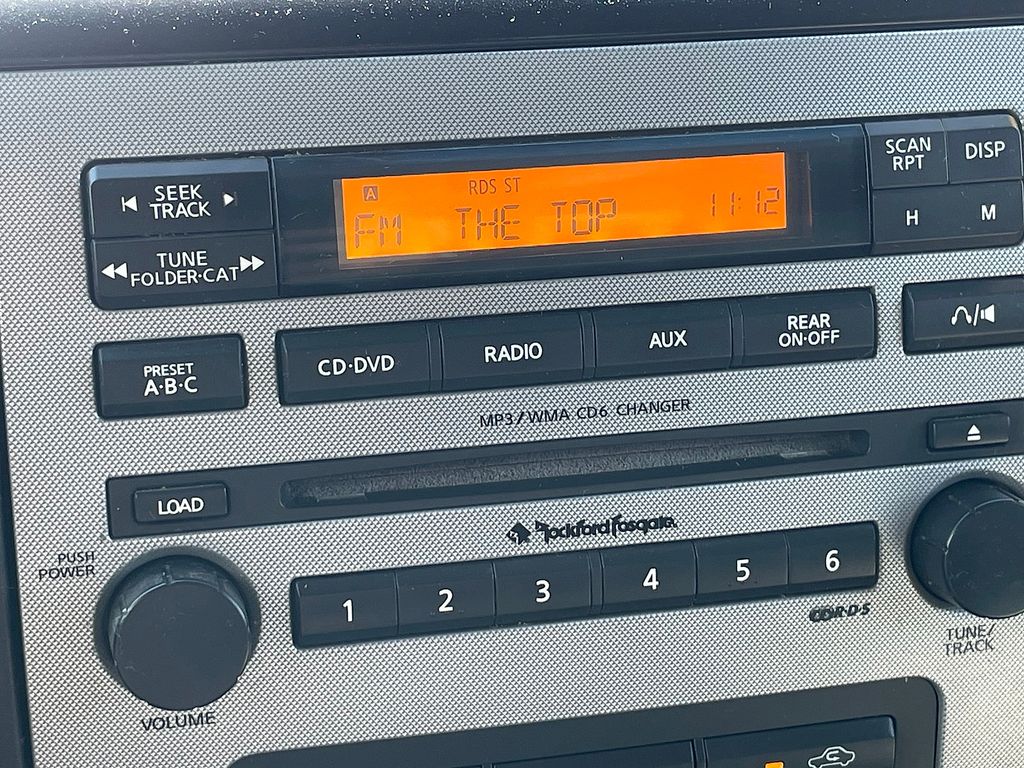 SEEK
TRACK
TUNE
FOLDER·CAT
A
RDS ST
FM THE TOP 11:12
SCAN
RPT
DISP
H
M
PRESET
A·B·C
CD·DVD
RADIO
AUX
REAR
ON·OFF
MP3/WMA CD6 CHANGER
LOAD
Rockford Fosgate
PUSH
POWER
1
2
3
4
5
6
CDR·D·S
VOLUME
TUNE/
TRACK